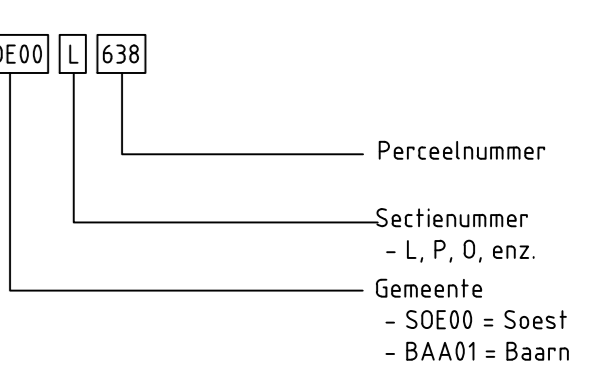 OE00 L 638
Perceelnummer
Sectienummer
- L, P, O, enz.
Gemeente
- SOE00 = Soest
- BAA01 = Baarn